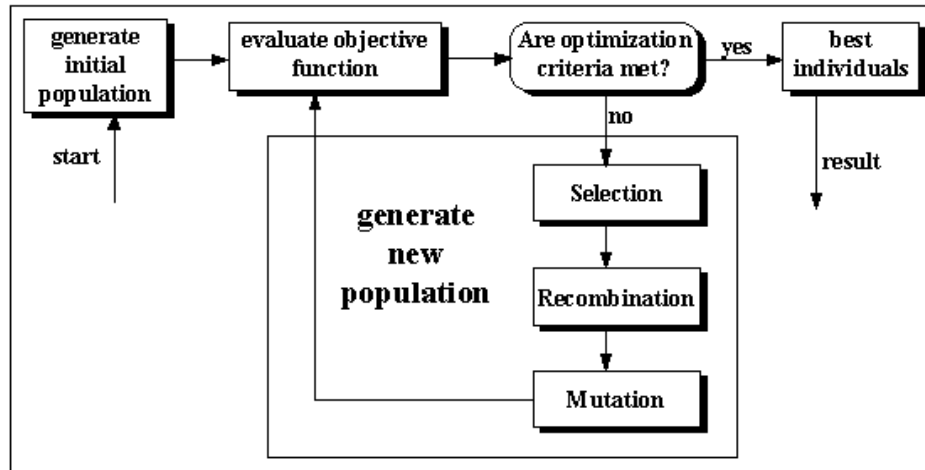 generate
initial
population
evaluate objective
function
Are optimization
criteria met?
yes
best
individuals
start
no
result
generate
new
population
Selection
Recombination
Mutation